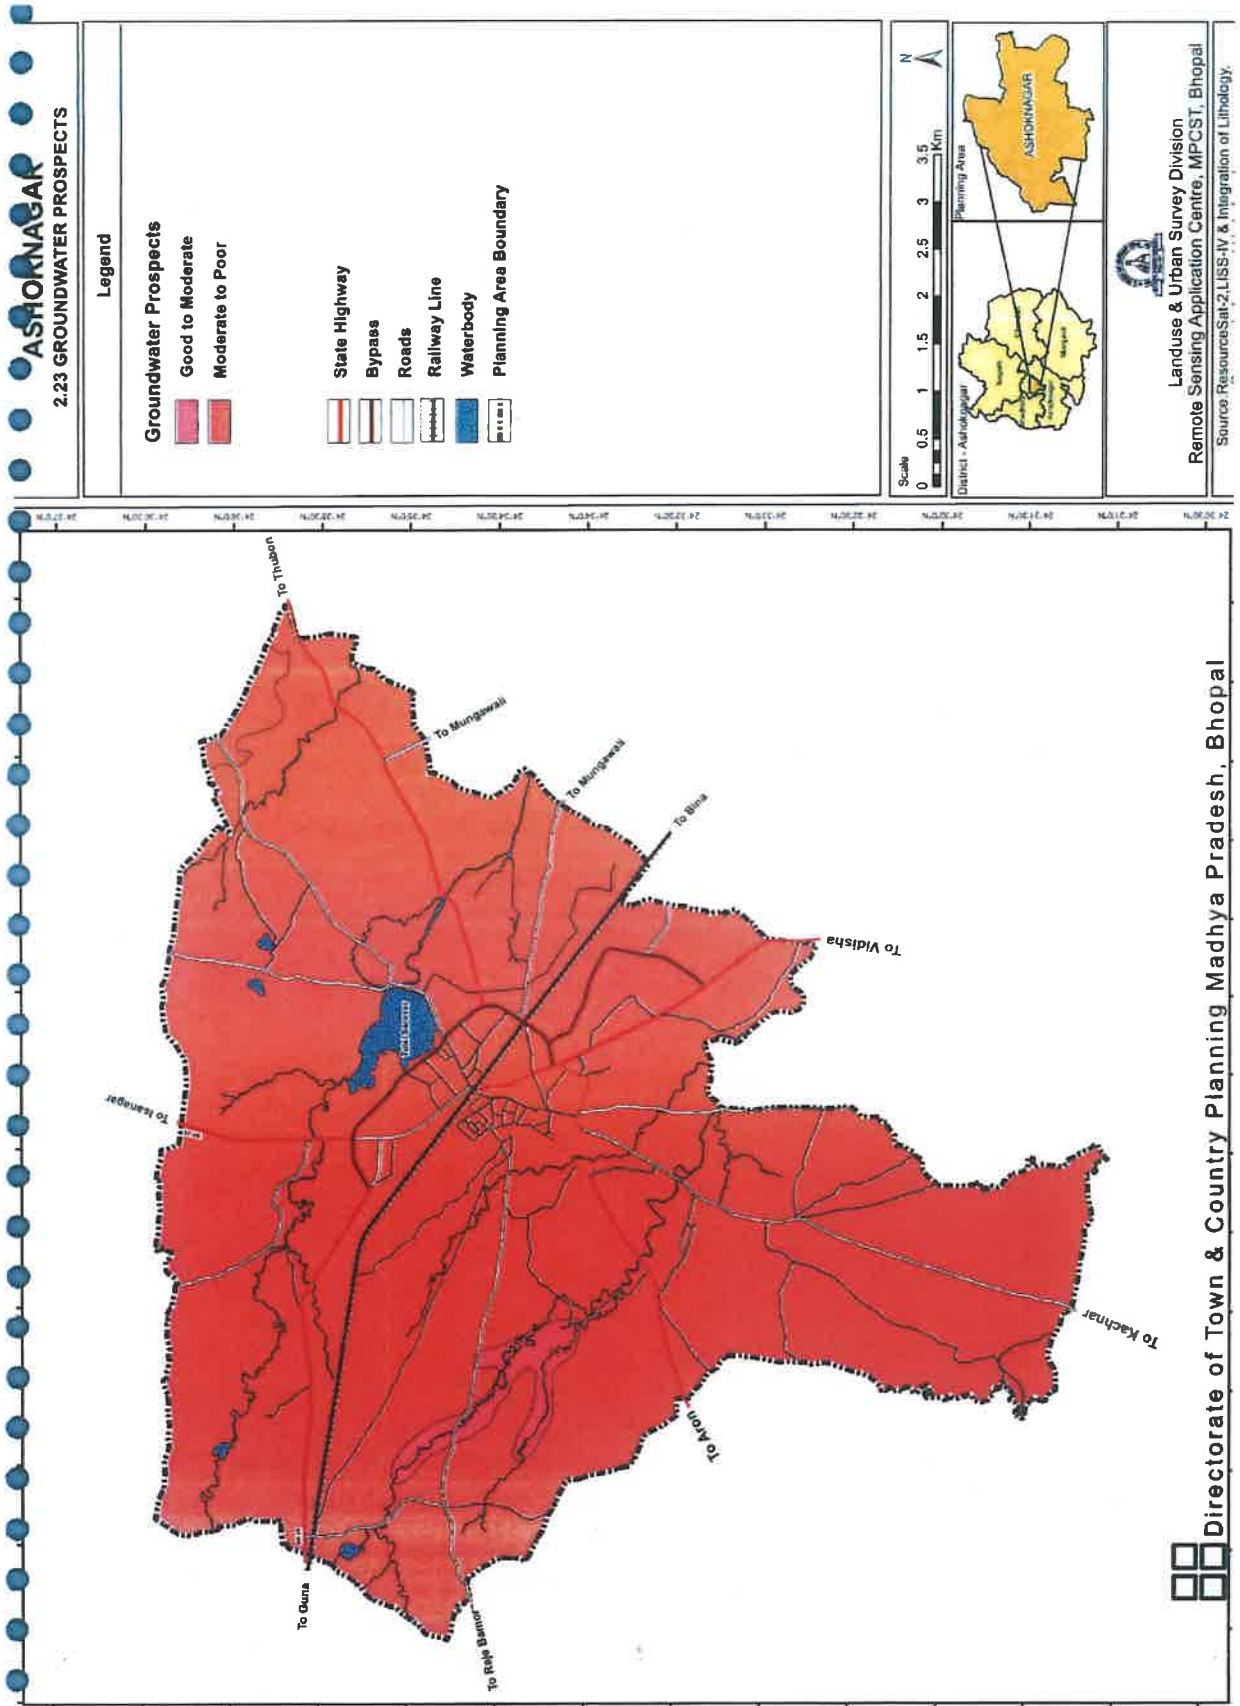 ASHOKNAGAR
2.23 GROUNDWATER PROSPECTS
Legend
Groundwater Prospects
Good to Moderate
Moderate to Poor
State Highway
Bypass
Roads
Railway Line
Waterbody
Planning Area Boundary
N
Scale
0 0.5 1 1.5 2 2.5 3 3.5
Km
District - Ashoknagar
Planning Area
ASHOKNAGAR
Landuse & Urban Survey Division
Remote Sensing Application Centre, MPCST, Bhopal
Source:ResourceSat-2,LISS-IV & Integration of Lithology,
To Thubon
To Mungawali
To Mungawali
To Bina
To Vidisha
To Isanagar
To Guna
To Raje Bamor
To Aron
To Kachnar
Directorate of Town & Country Planning Madhya Pradesh, Bhopal